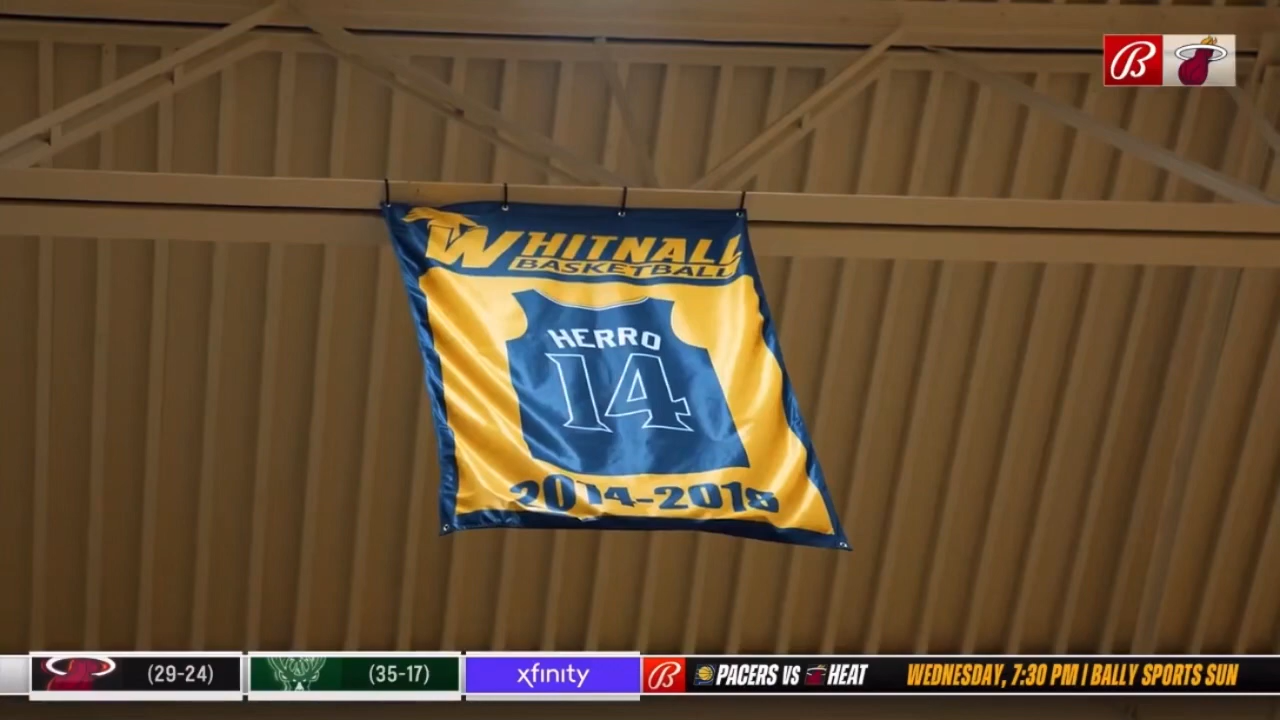 B
WHITNALL
BASKETBALL
HERRO
14
2014-2018
(29-24)
(35-17)
xfinity
B PACERS VS HEAT
WEDNESDAY, 7:30 PM | BALLY SPORTS SUN